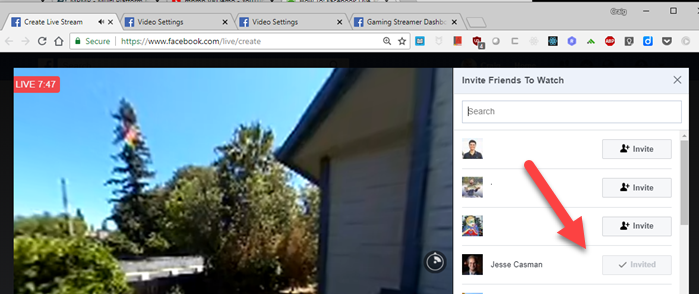 Craig
Create Live Stream
Video Settings
Video Settings
Gaming Streamer Dashb
Secure
https://www.facebook.com/live/create
LIVE 7:47
Invite Friends To Watch
Search
Invite
Invite
Invite
Jesse Casman
Invited